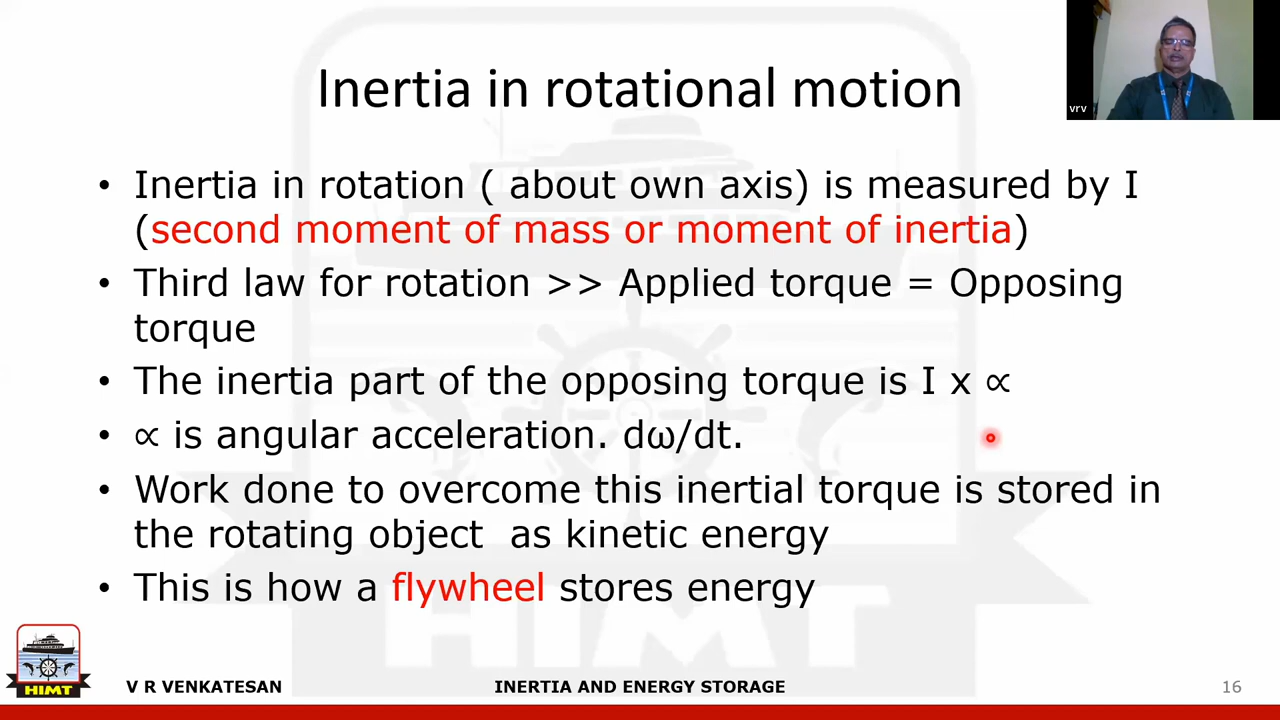 Inertia in rotational motion
vrv
• Inertia in rotation ( about own axis) is measured by I
(second moment of mass or moment of inertia)
• Third law for rotation >> Applied torque = Opposing
torque
• The inertia part of the opposing torque is I x ∝
• ∝ is angular acceleration. dω/dt.
• Work done to overcome this inertial torque is stored in
the rotating object as kinetic energy
• This is how a flywheel stores energy
HIMT
HIMT
V R VENKATESAN
INERTIA AND ENERGY STORAGE
16